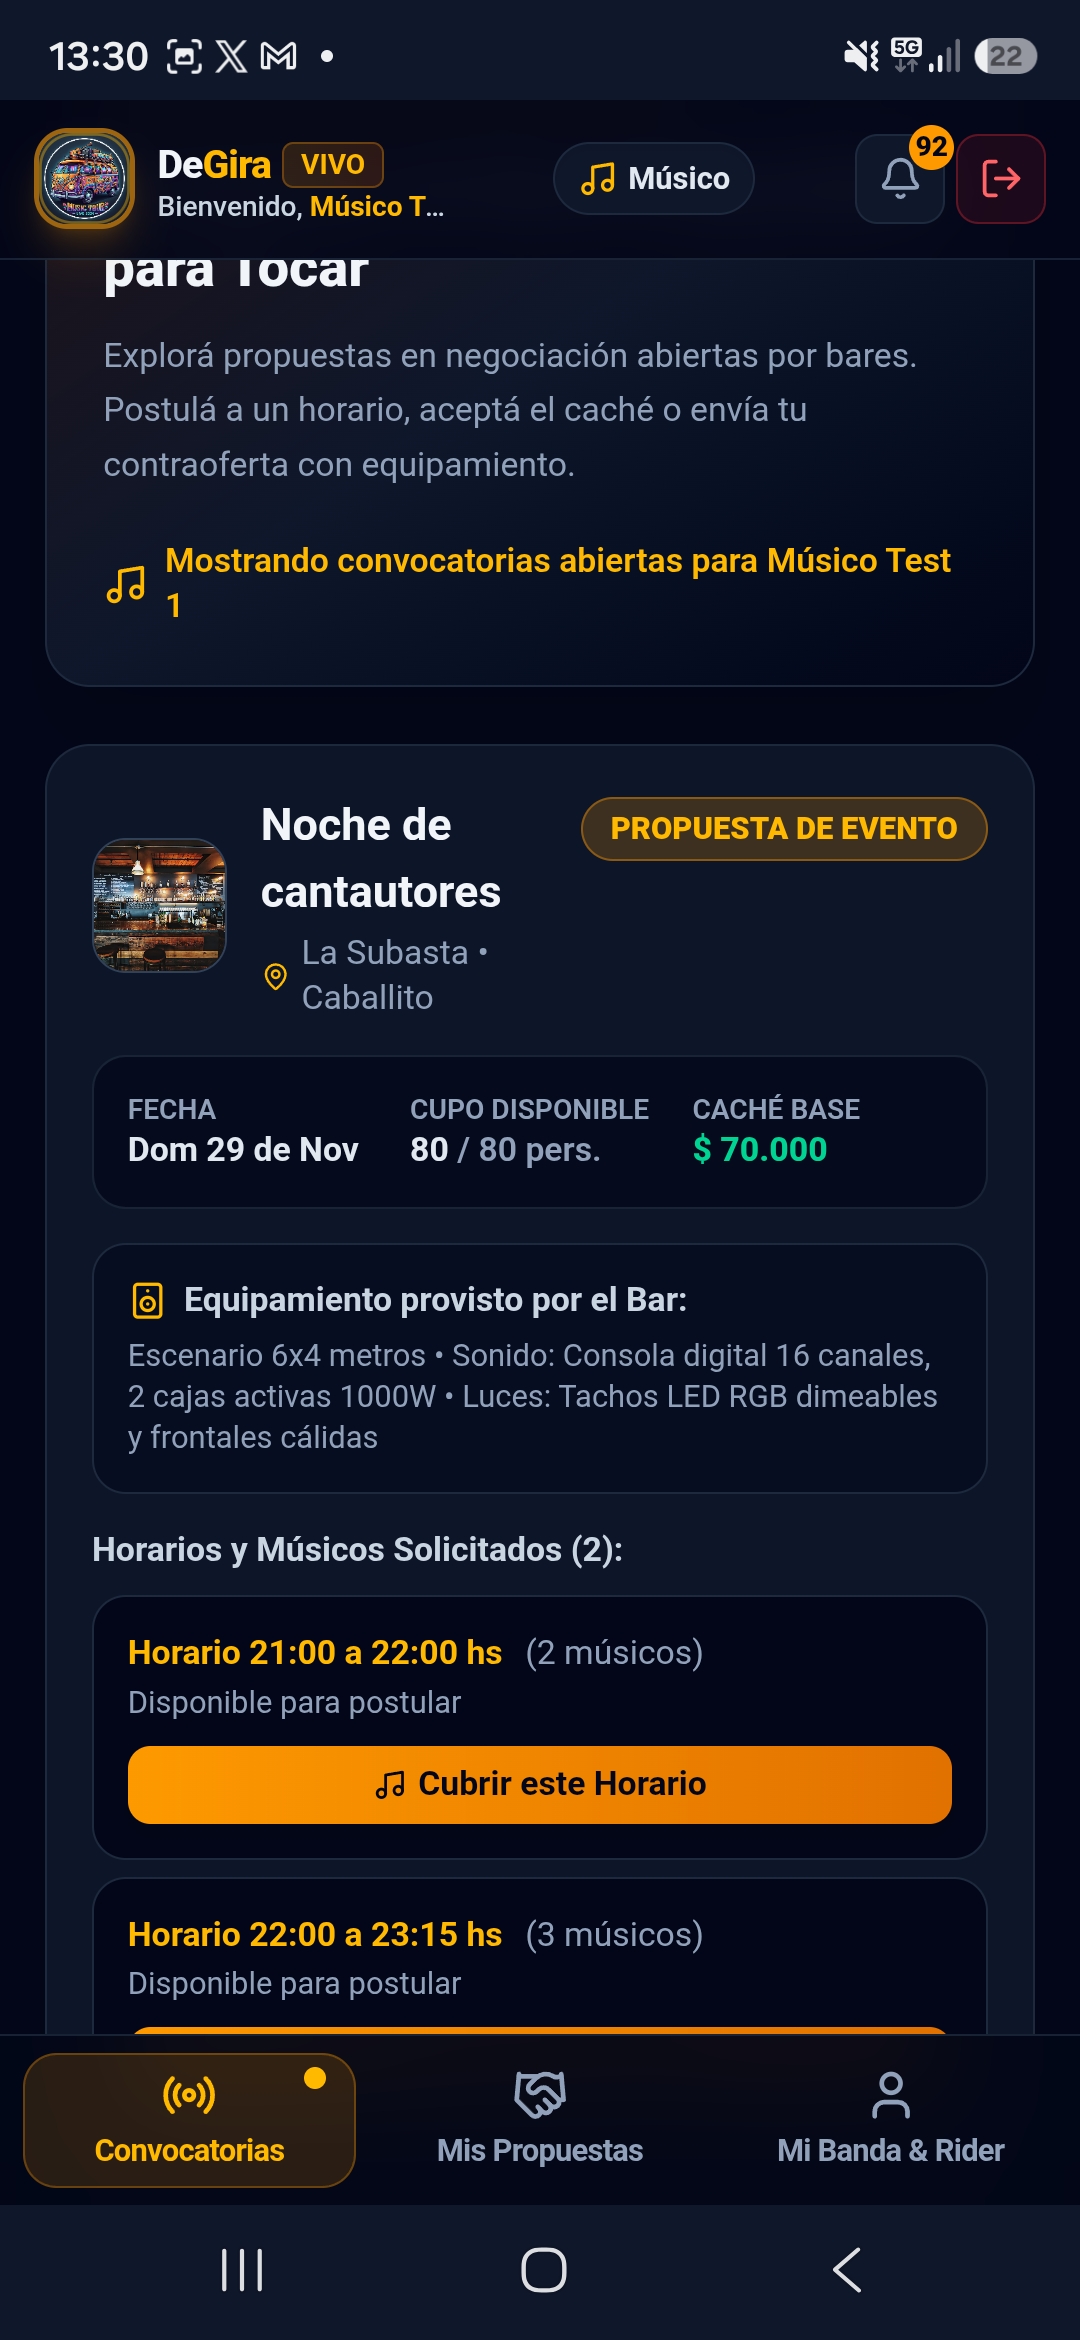 13:30
5G
22
DeGira VIVO
Bienvenido, Músico T...
Músico
92
para Tocar
Explorá propuestas en negociación abiertas por bares.
Postulá a un horario, aceptá el caché o envía tu
contraoferta con equipamiento.
Mostrando convocatorias abiertas para Músico Test
1
Noche de
cantautores
PROPUESTA DE EVENTO
La Subasta •
Caballito
FECHA
Dom 29 de Nov
CUPO DISPONIBLE
80 / 80 pers.
CACHÉ BASE
$ 70.000
Equipamiento provisto por el Bar:
Escenario 6x4 metros • Sonido: Consola digital 16 canales,
2 cajas activas 1000W • Luces: Tachos LED RGB dimeables
y frontales cálidas
Horarios y Músicos Solicitados (2):
Horario 21:00 a 22:00 hs (2 músicos)
Disponible para postular
Cubrir este Horario
Horario 22:00 a 23:15 hs (3 músicos)
Disponible para postular
Convocatorias
Mis Propuestas
Mi Banda & Rider